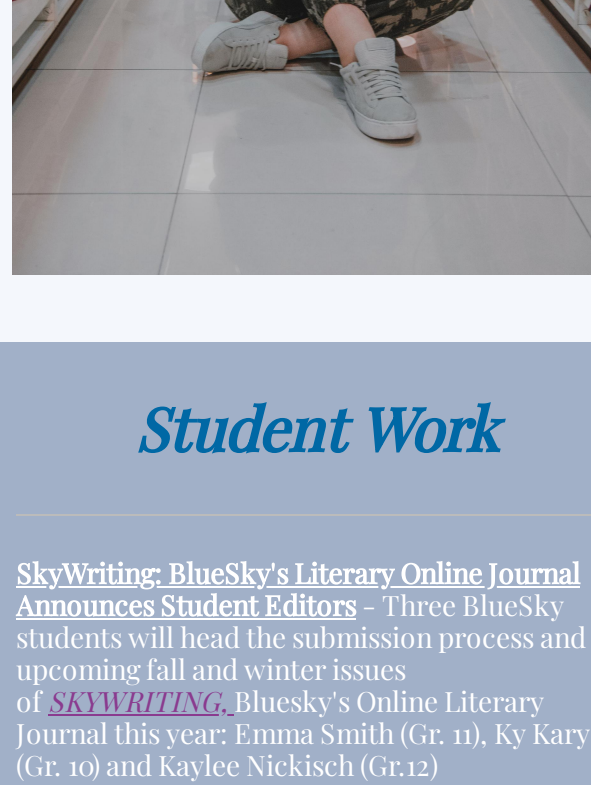 Student Work
SkyWriting: BlueSky's Literary Online Journal
Announces Student Editors - Three BlueSky
students will head the submission process and
upcoming fall and winter issues
of SKYWRITING, Bluesky's Online Literary
Journal this year: Emma Smith (Gr. 11), Ky Kary
(Gr. 10) and Kaylee Nickisch (Gr.12)